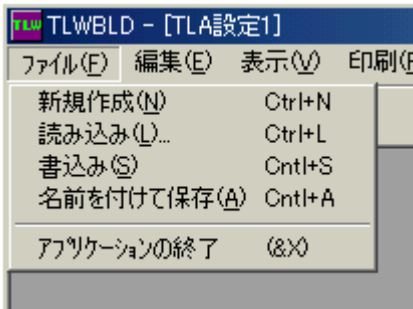 TLW TLWBLD - [TLA設定1]
ファイル(F) 編集(E) 表示(V) 印刷(
新規作成(N) Ctrl+N
読み込み(L)... Ctrl+L
書込み(S) Cntl+S
名前を付けて保存(A) Cntl+A
アプリケーションの終了 (&X)